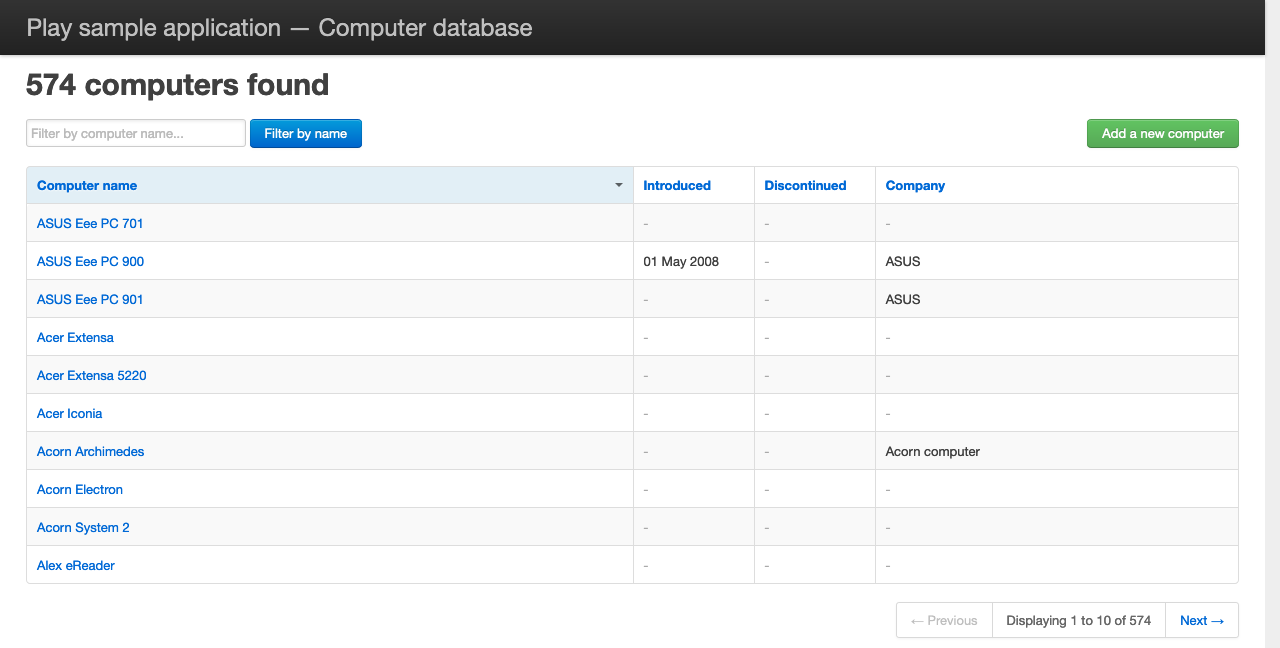 Play sample application — Computer database
574 computers found
Filter by computer name... Filter by name Add a new computer
Computer name Introduced Discontinued Company
ASUS Eee PC 701 - - -
ASUS Eee PC 900 01 May 2008 - ASUS
ASUS Eee PC 901 - - ASUS
Acer Extensa - - -
Acer Extensa 5220 - - -
Acer Iconia - - -
Acorn Archimedes - - Acorn computer
Acorn Electron - - -
Acorn System 2 - - -
Alex eReader - - -
← Previous Displaying 1 to 10 of 574 Next →